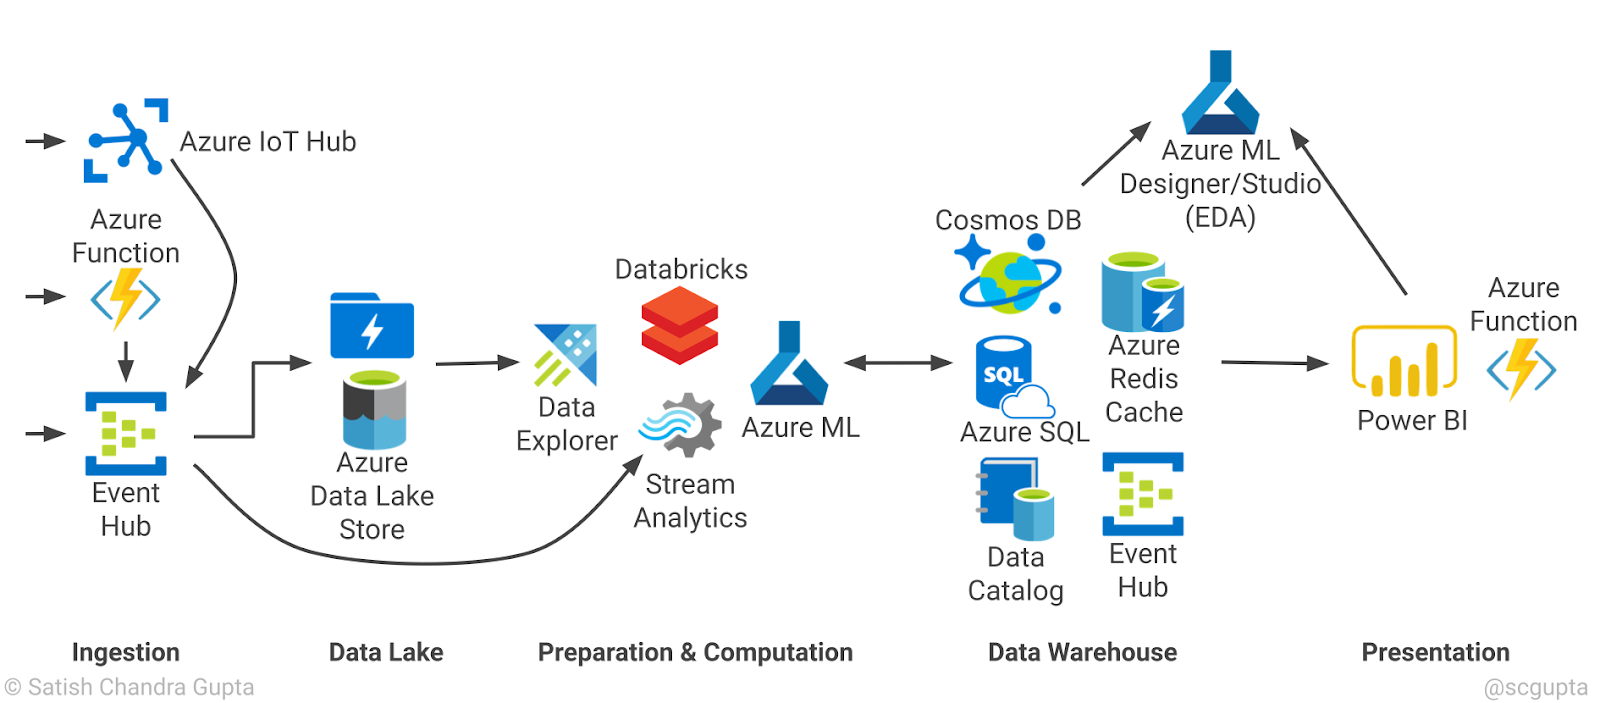 Azure IoT Hub
Azure
Function
Event
Hub
Azure
Data Lake
Store
Data
Explorer
Databricks
Stream
Analytics
Azure ML
Cosmos DB
SQL
Azure SQL
Data
Catalog
Azure
Redis
Cache
Event
Hub
Azure ML
Designer/Studio
(EDA)
Power BI
Azure
Function
Ingestion
Data Lake
Preparation & Computation
Data Warehouse
Presentation
© Satish Chandra Gupta
@scgupta